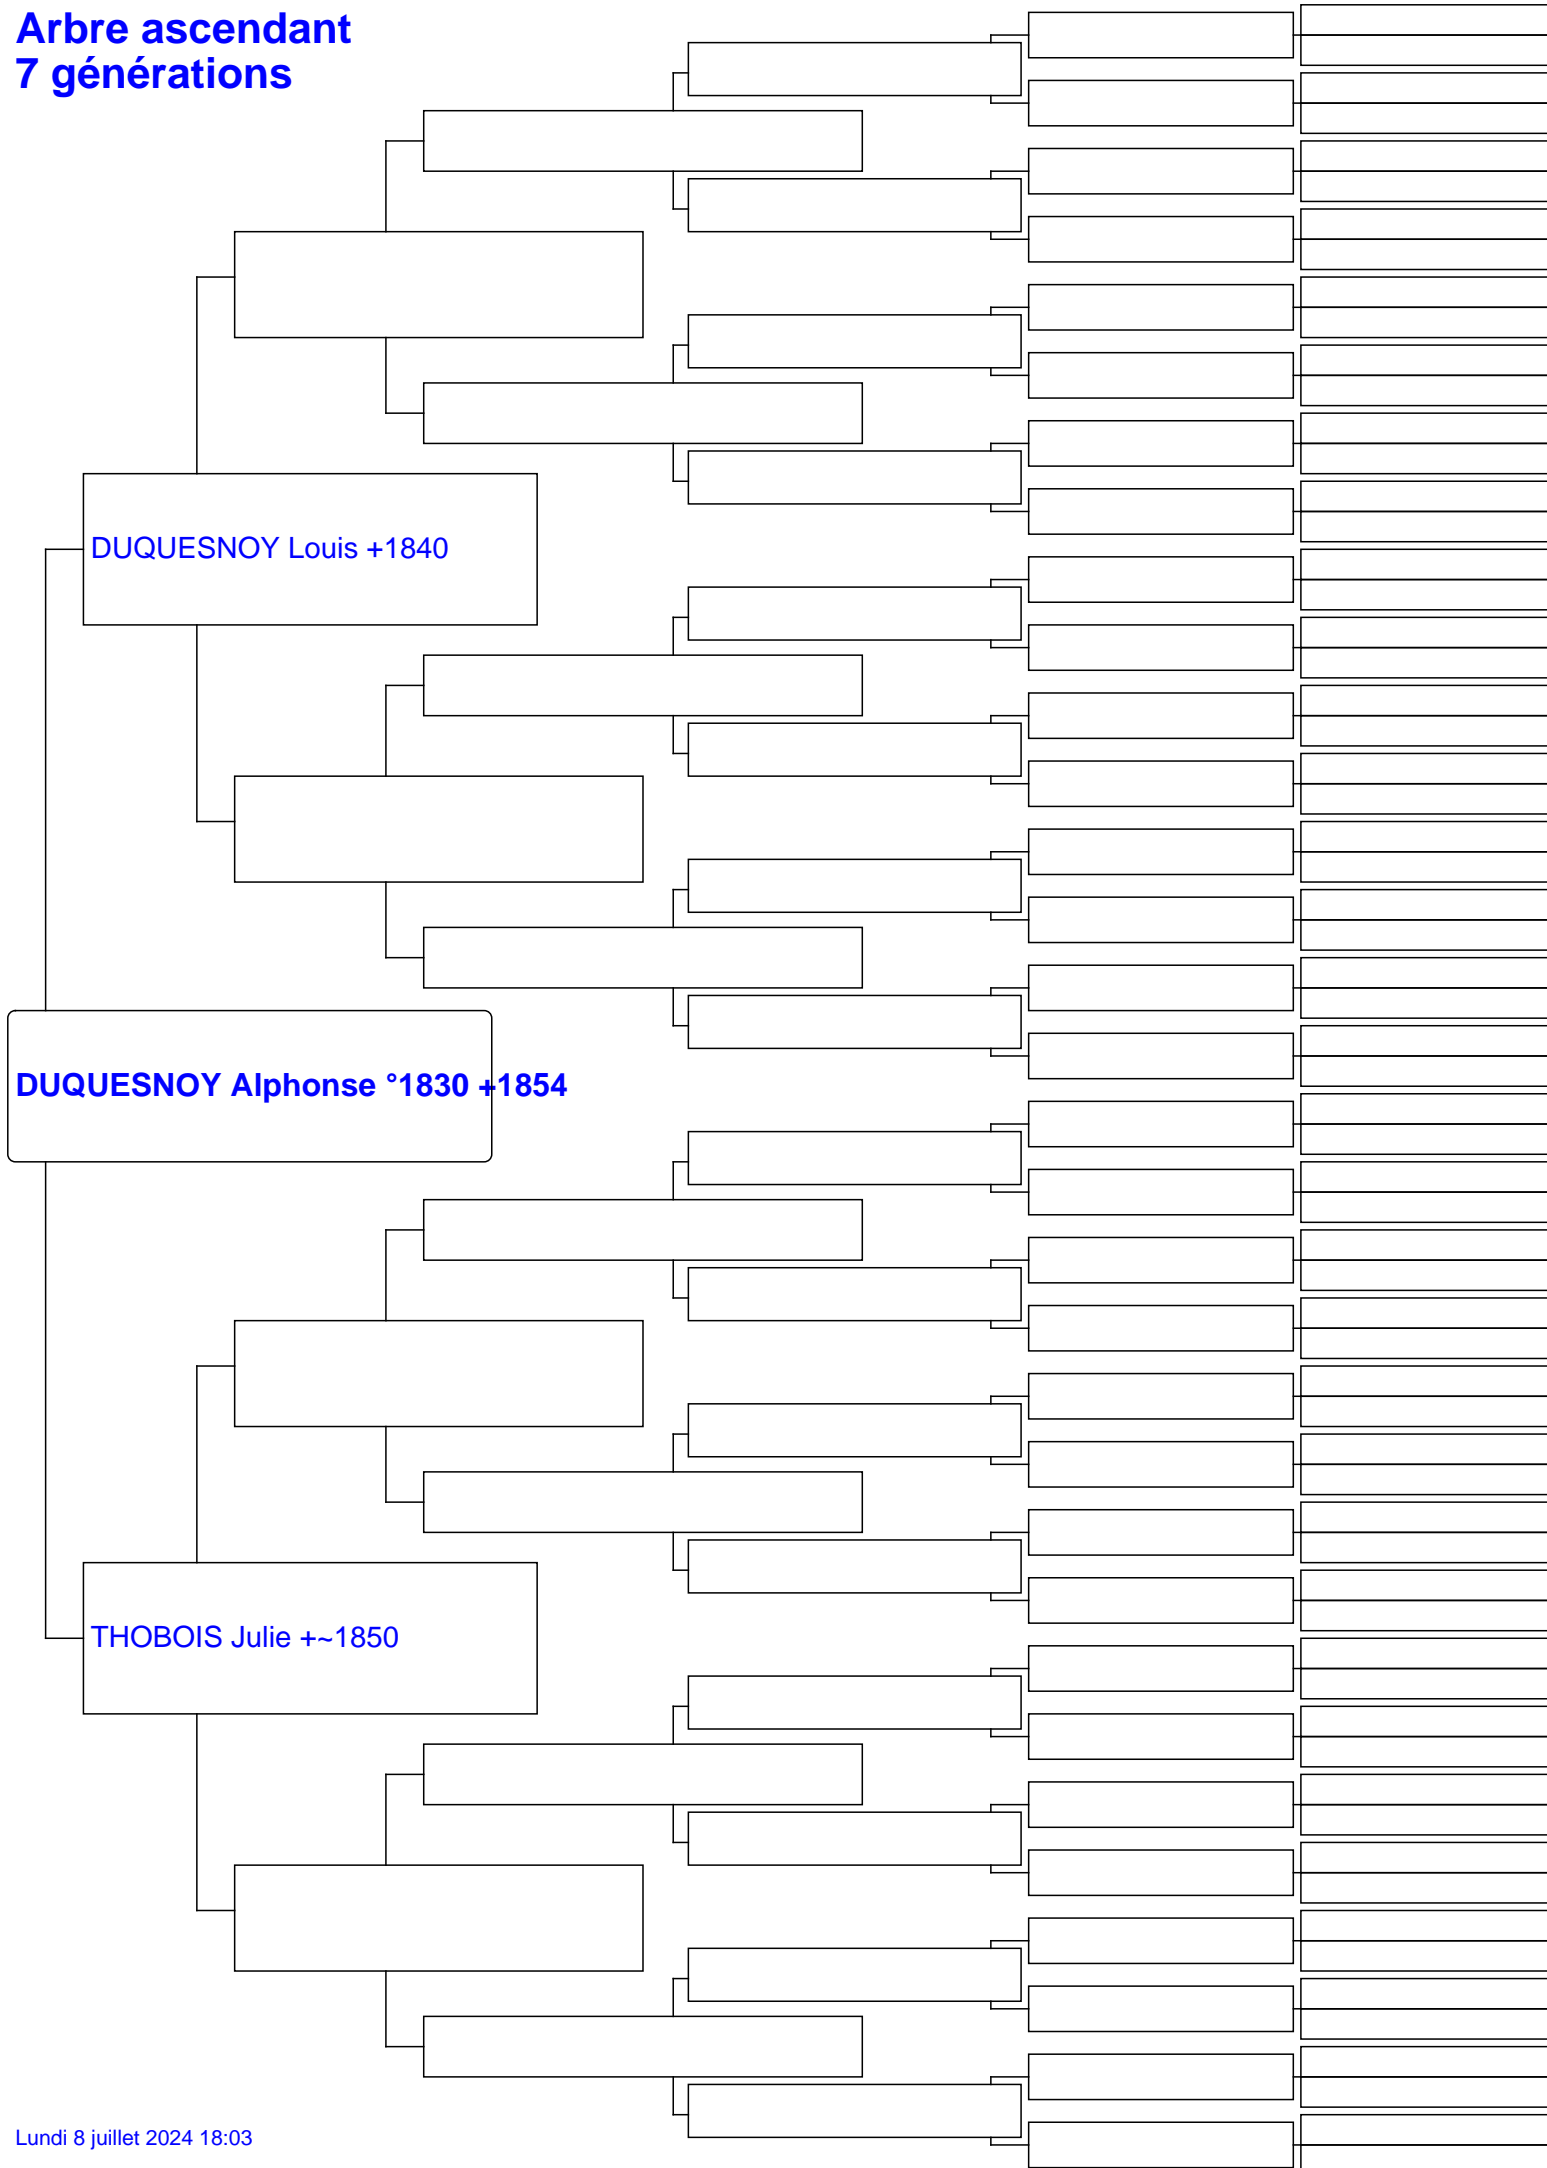 Arbre ascendant
7 générations
DUQUESNOY Louis +1840
DUQUESNOY Alphonse °1830 +1854
THOBOIS Julie +~1850
Lundi 8 juillet 2024 18:03